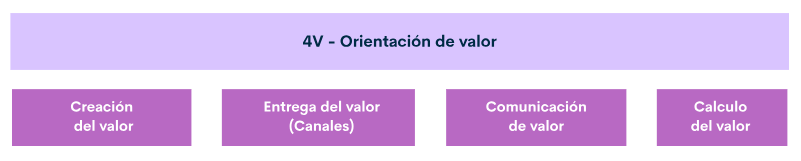 4V - Orientación de valor
Creación
del valor
Entrega del valor
(Canales)
Comunicación
de valor
Calculo
del valor